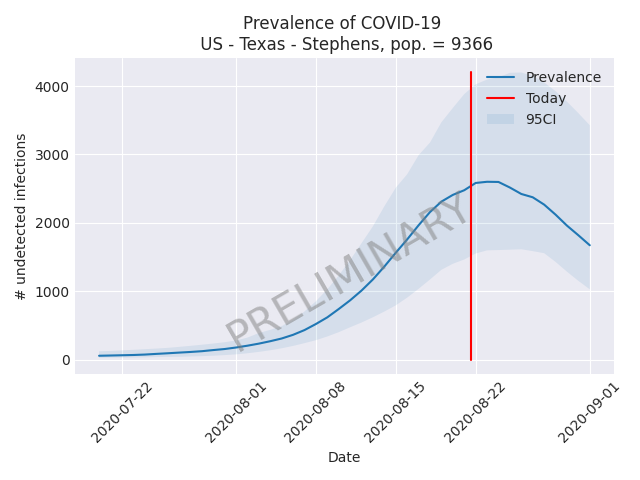 Prevalence of COVID-19
US - Texas - Stephens, pop. = 9366
4000
3000
2000
1000
0
# undetected infections
Prevalence
Today
95CI
PRELIMINARY
2020-07-22
2020-08-01
2020-08-08
2020-08-15
2020-08-22
2020-09-01
Date